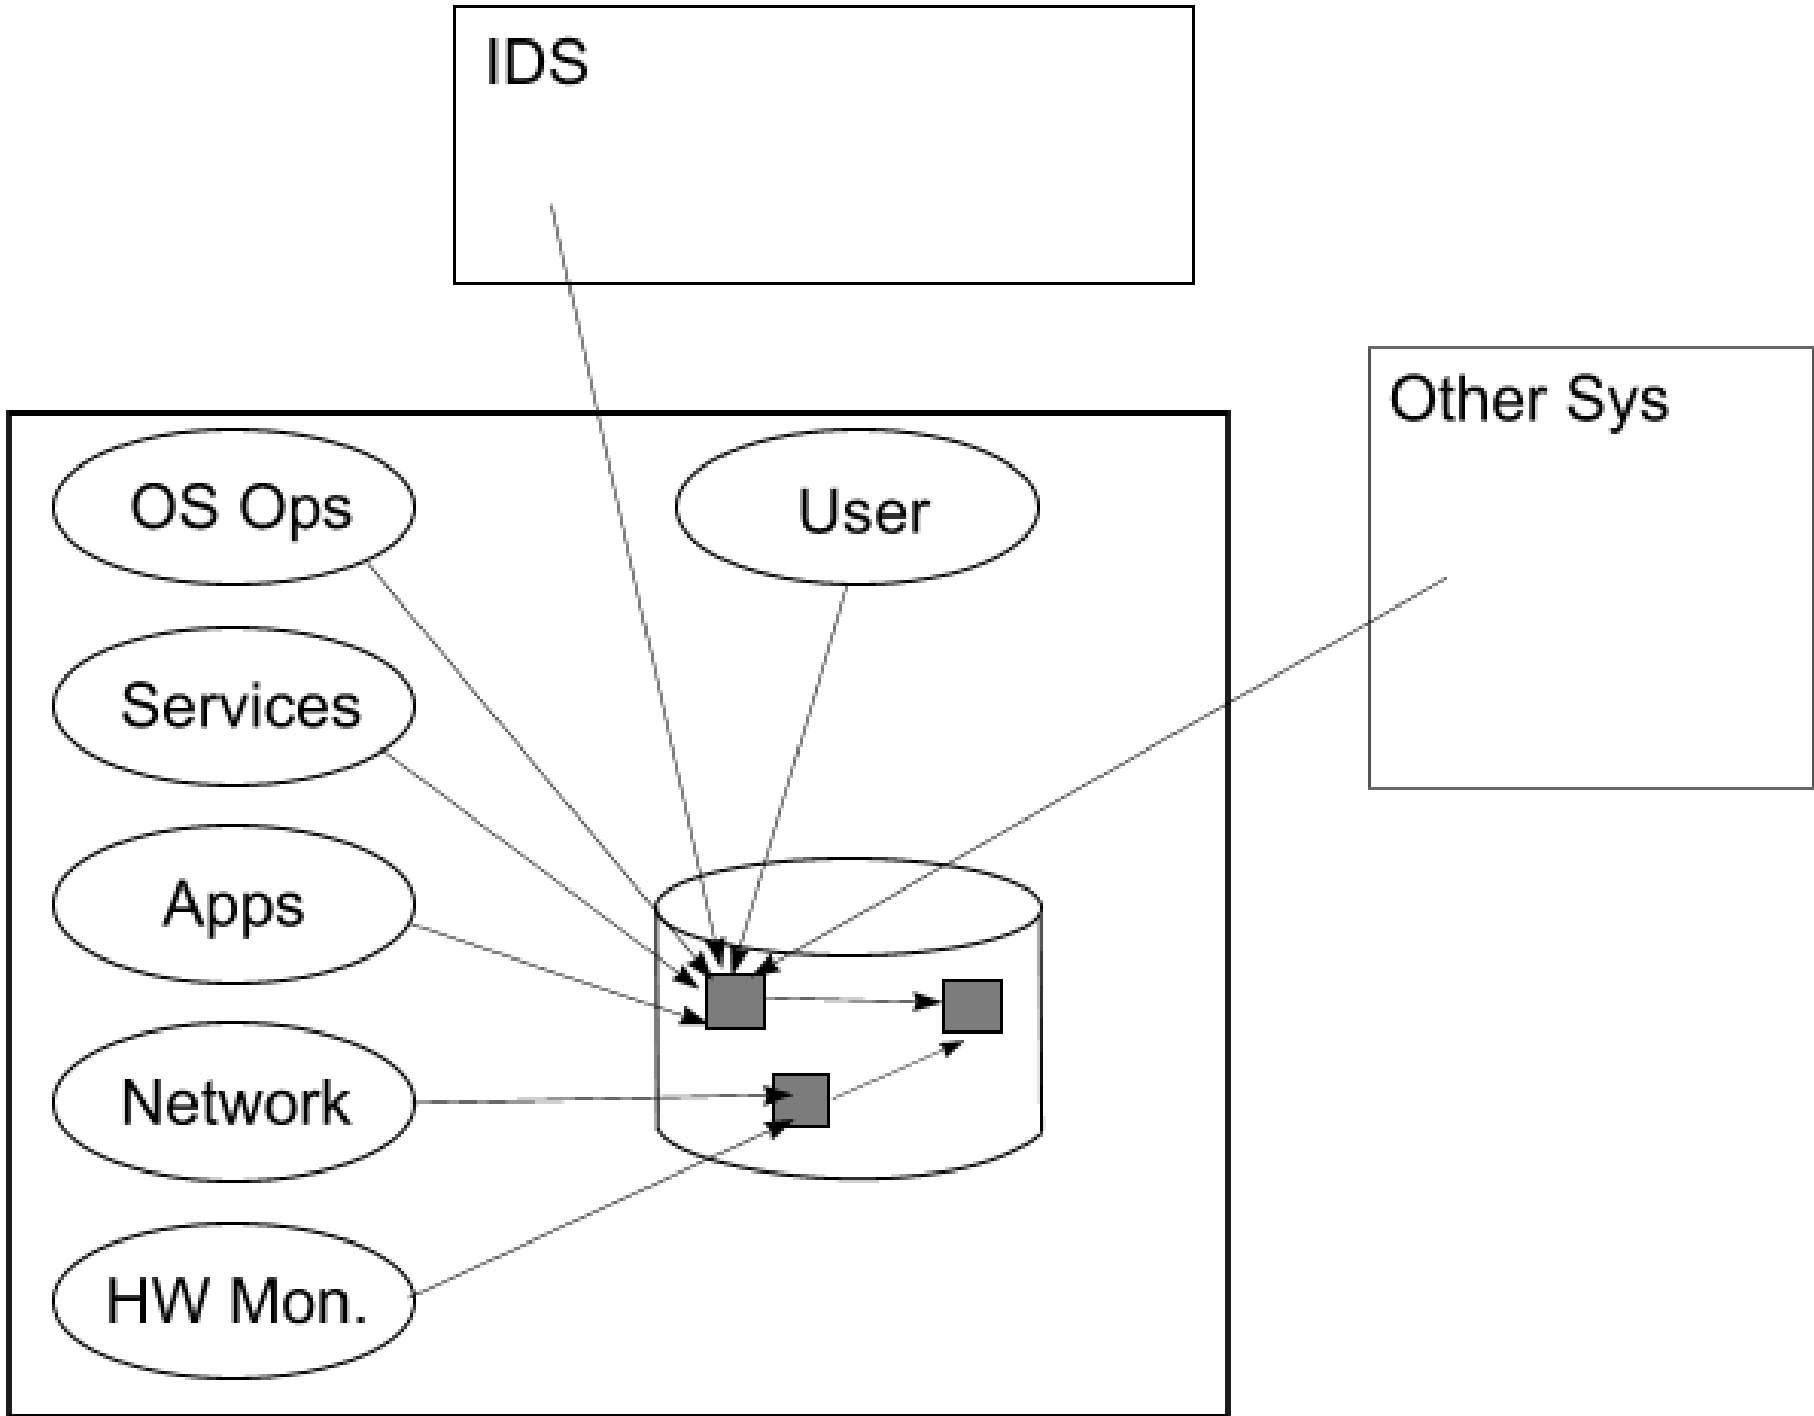 IDS
Other Sys
OS Ops
User
Services
Apps
Network
HW Mon.